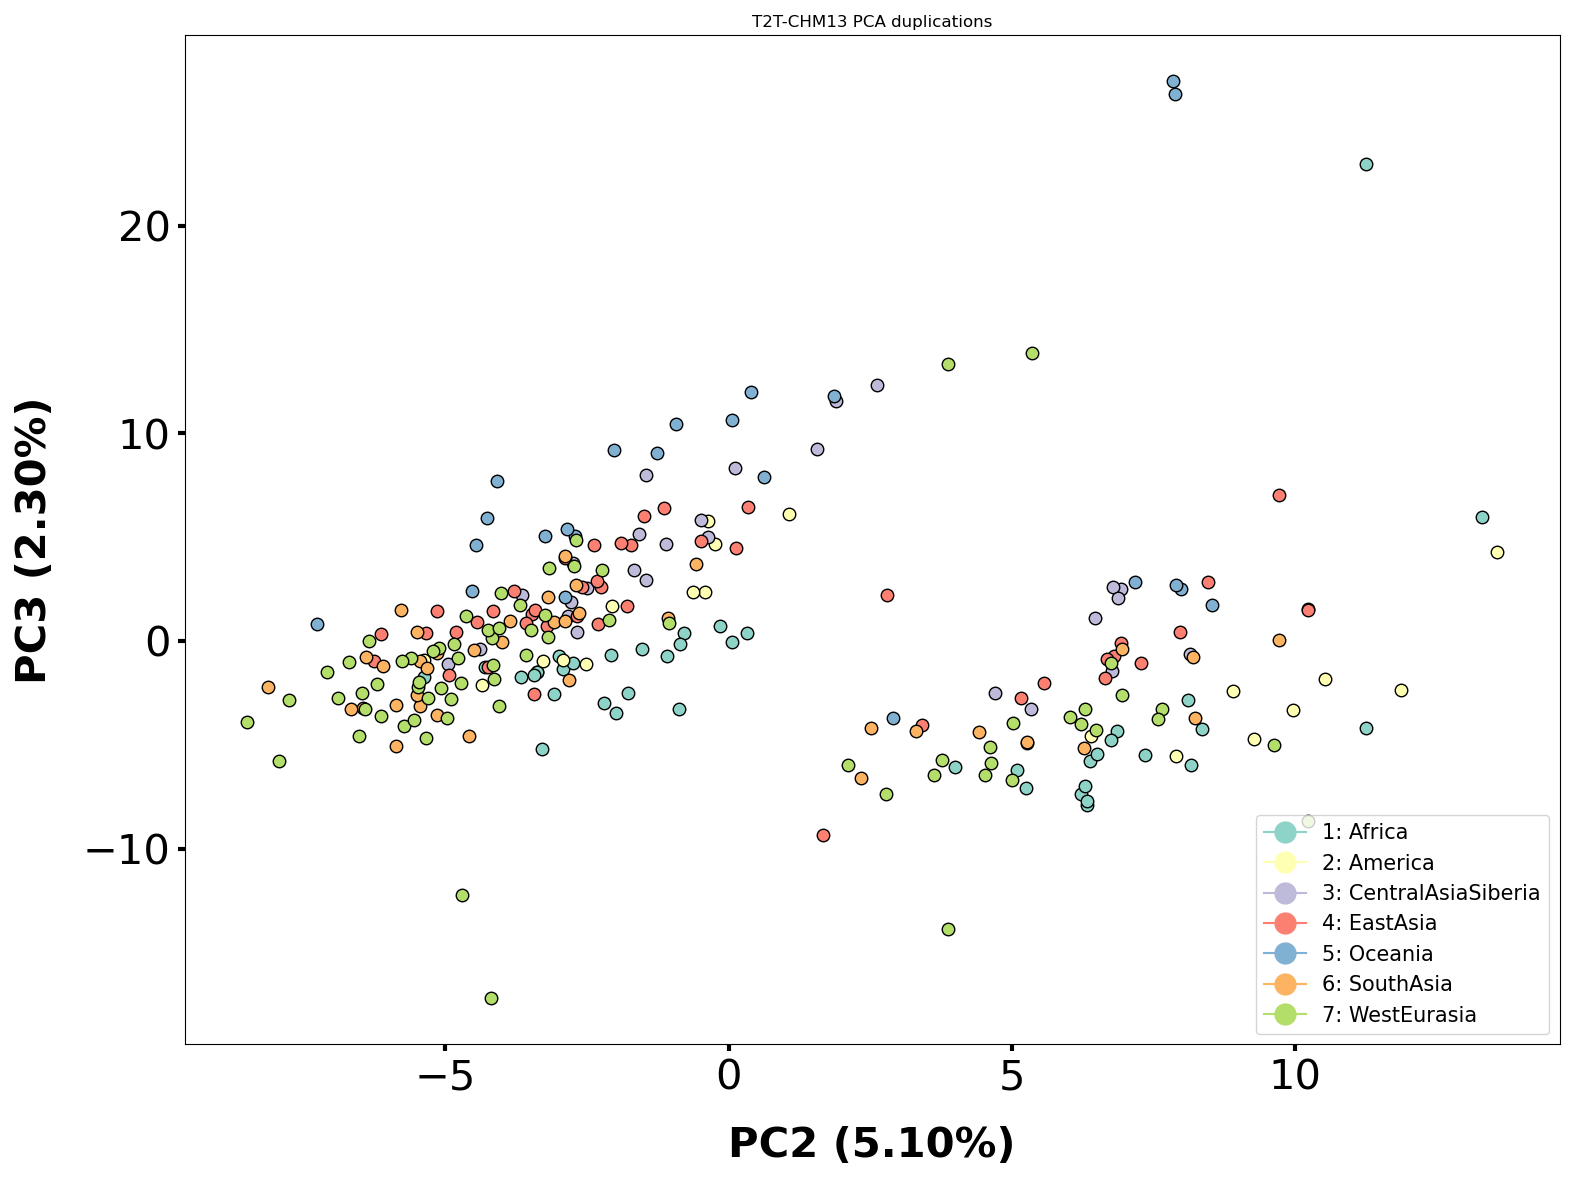 T2T-CHM13 PCA duplications
PC3 (2.30%)
20
10
0
−10
1: Africa
2: America
3: CentralAsiaSiberia
4: EastAsia
5: Oceania
6: SouthAsia
7: WestEurasia
−5
0
5
10
PC2 (5.10%)